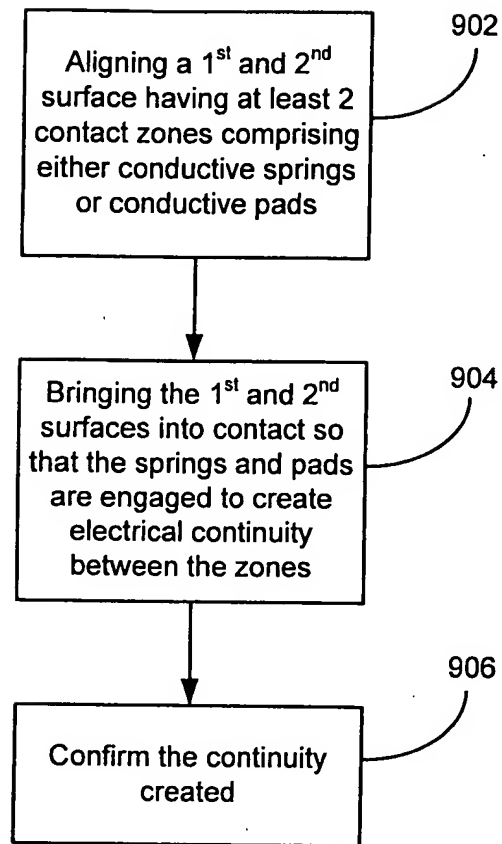 902
Aligning a 1st and 2nd
surface having at least 2
contact zones comprising
either conductive springs
or conductive pads
904
Bringing the 1st and 2nd
surfaces into contact so
that the springs and pads
are engaged to create
electrical continuity
between the zones
906
Confirm the continuity
created